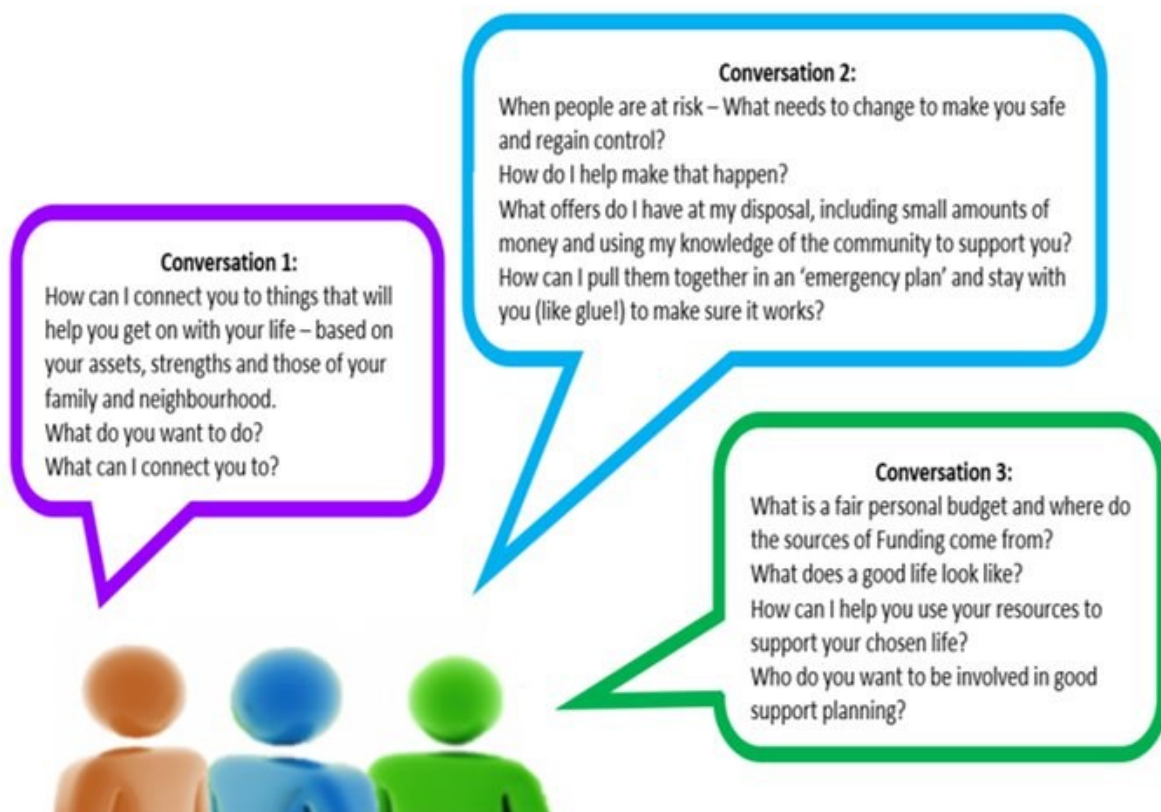 Conversation 1:
How can I connect you to things that will
help you get on with your life – based on
your assets, strengths and those of your
family and neighbourhood.
What do you want to do?
What can I connect you to?
Conversation 2:
When people are at risk – What needs to change to make you safe
and regain control?
How do I help make that happen?
What offers do I have at my disposal, including small amounts of
money and using my knowledge of the community to support you?
How can I pull them together in an ‘emergency plan’ and stay with
you (like glue!) to make sure it works?
Conversation 3:
What is a fair personal budget and where do
the sources of Funding come from?
What does a good life look like?
How can I help you use your resources to
support your chosen life?
Who do you want to be involved in good
support planning?